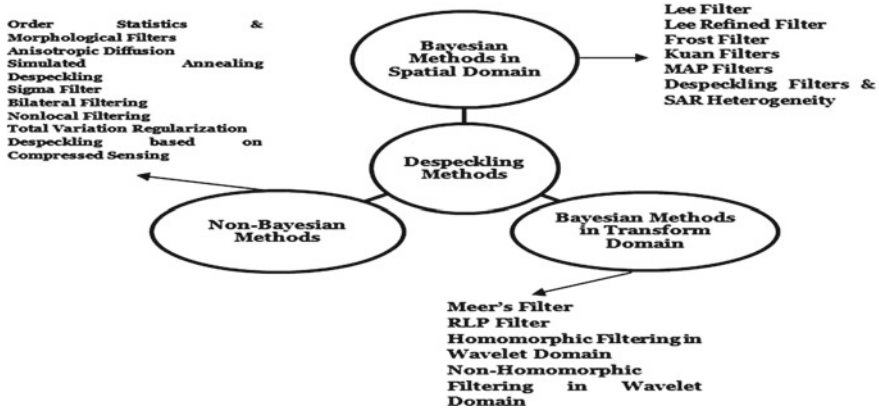 Order Statistics &
Morphological Filters
Anisotropic Diffusion
Simulated Annealing
Despeckling
Sigma Filter
Bilateral Filtering
Nonlocal Filtering
Total Variation Regularization
Despeckling based on
Compressed Sensing
Bayesian
Methods in
Spatial Domain
Lee Filter
Lee Refined Filter
Frost Filter
Kuan Filters
MAP Filters
Despeckling Filters &
SAR Heterogeneity
Despeckling
Methods
Non-Bayesian
Methods
Bayesian Methods
in Transform
Domain
Meer's Filter
RLP Filter
Homomorphic Filtering in
Wavelet Domain
Non-Homomorphic
Filtering in Wavelet
Domain